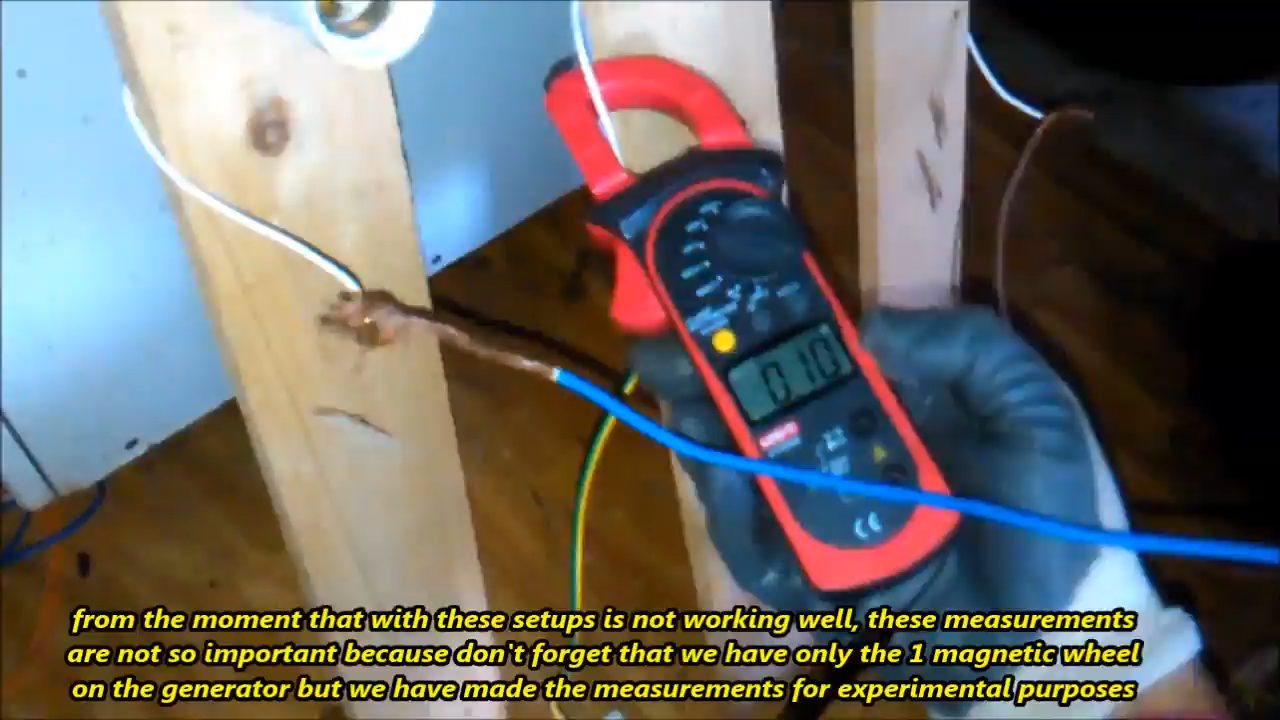 010
CE
from the moment that with these setups is not working well, these measurements
are not so important because don't forget that we have only the 1 magnetic wheel
on the generator but we have made the measurements for experimental purposes